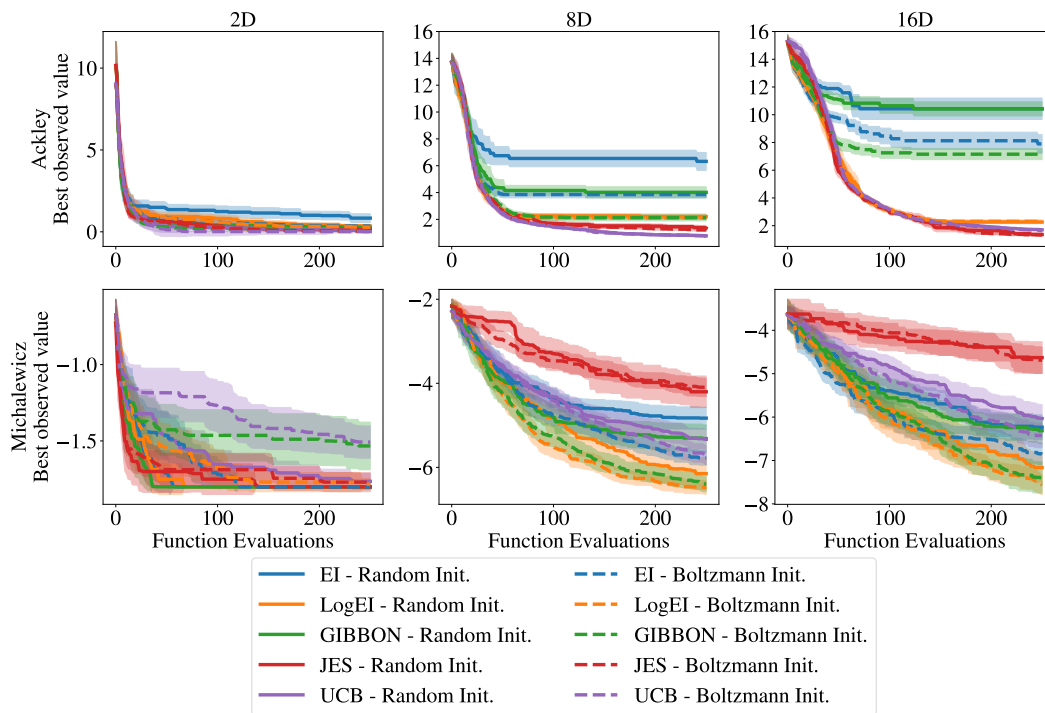 2D 8D 16D
Ackley
Best observed value
10
5
0
0 100 200
16
14
12
10
8
6
4
2
0 100 200
16
14
12
10
8
6
4
2
0 100 200
Michalewicz
Best observed value
−1.0
−1.5
0 100 200
Function Evaluations
−2
−4
−6
0 100 200
Function Evaluations
−4
−5
−6
−7
−8
0 100 200
Function Evaluations
EI - Random Init.
LogEI - Random Init.
GIBBON - Random Init.
JES - Random Init.
UCB - Random Init.
EI - Boltzmann Init.
LogEI - Boltzmann Init.
GIBBON - Boltzmann Init.
JES - Boltzmann Init.
UCB - Boltzmann Init.